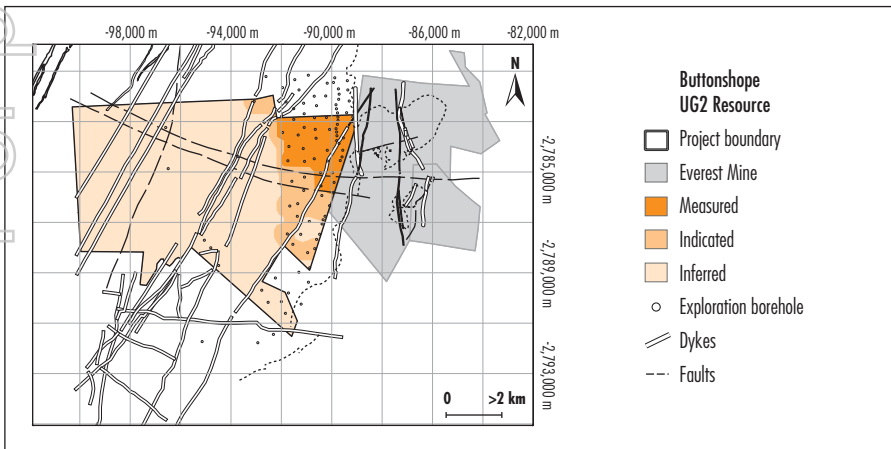 -98,000 m
-94,000 m
-90,000 m
-86,000 m
-82,000 m
N
-2,785,000 m
-2,789,000 m
-2,793,000 m
0 >2 km
Buttonshope
UG2 Resource
Project boundary
Everest Mine
Measured
Indicated
Inferred
Exploration borehole
Dykes
Faults